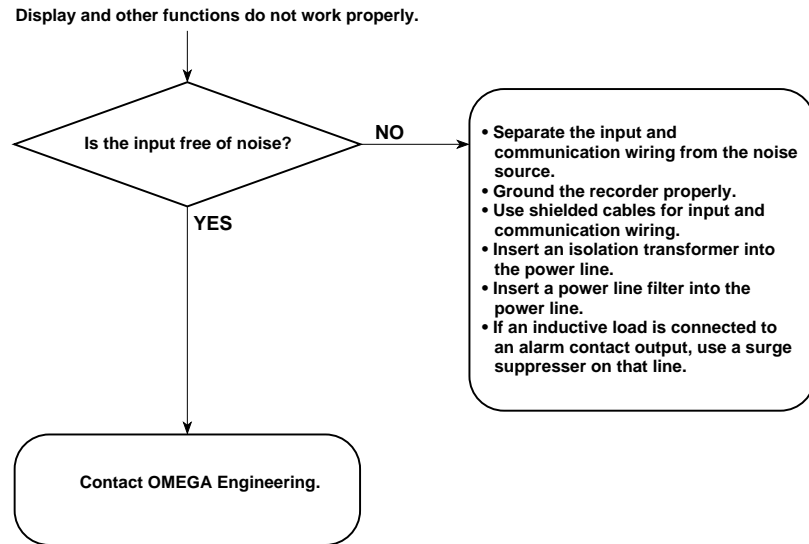 Display and other functions do not work properly.
Is the input free of noise?
NO
YES
• Separate the input and
communication wiring from the noise
source.
• Ground the recorder properly.
• Use shielded cables for input and
communication wiring.
• Insert an isolation transformer into
the power line.
• Insert a power line filter into the
power line.
• If an inductive load is connected to
an alarm contact output, use a surge
suppresser on that line.
Contact OMEGA Engineering.